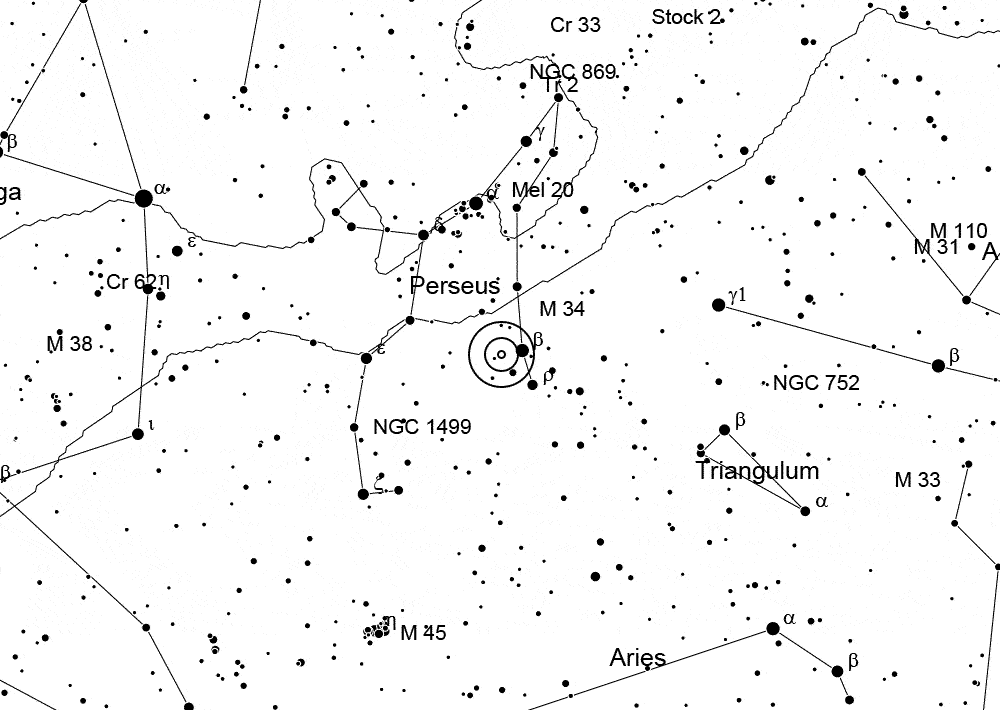 Cr 33
Stock 2
NGC 869
Tr 2
γ
β
α
ga
α
Mel 20
δ
ε
M 110
M 31
A
Cr 62
η
Perseus
γ1
M 34
M 38
β
ε
β
ρ
NGC 752
ι
NGC 1499
β
β
Triangulum
ζ
M 33
α
η
M 45
α
Aries
β